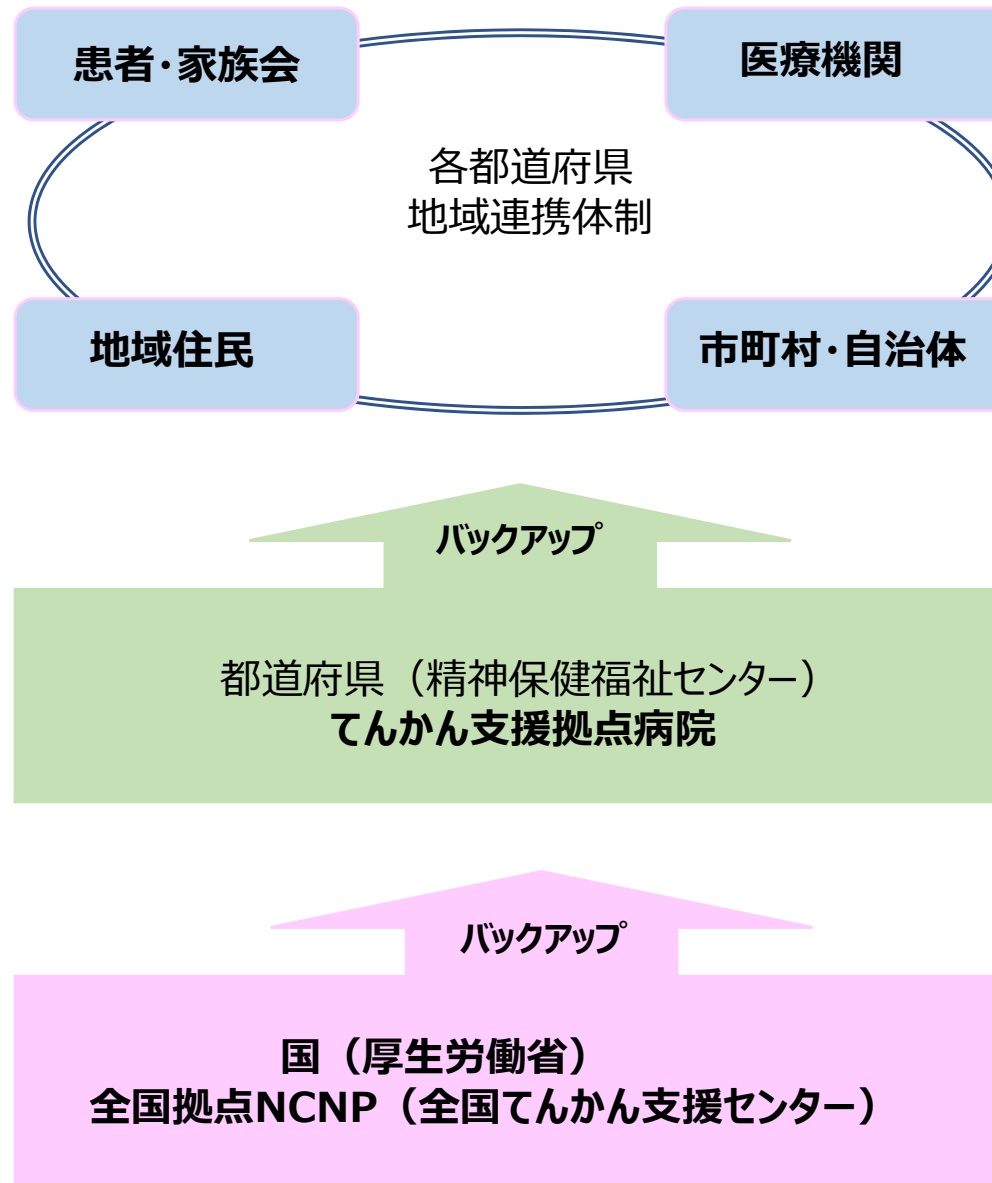 患者・家族会
医療機関
各都道府県
地域連携体制
地域住民
市町村・自治体
バックアップ
都道府県（精神保健福祉センター）
てんかん支援拠点病院
バックアップ
国（厚生労働省）
全国拠点NCNP（全国てんかん支援センター）